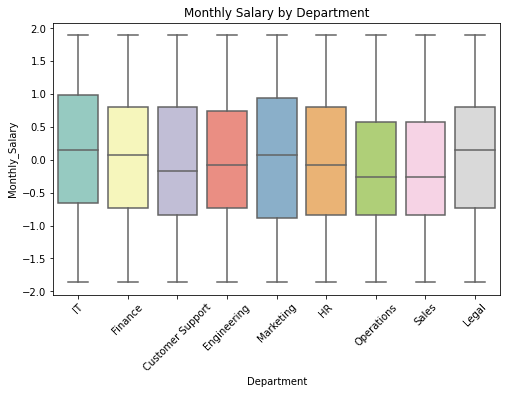 Monthly Salary by Department
Monthly_Salary
2.0
1.5
1.0
0.5
0.0
−0.5
−1.0
−1.5
−2.0
IT
Finance
Customer Support
Engineering
Marketing
HR
Operations
Sales
Legal
Department